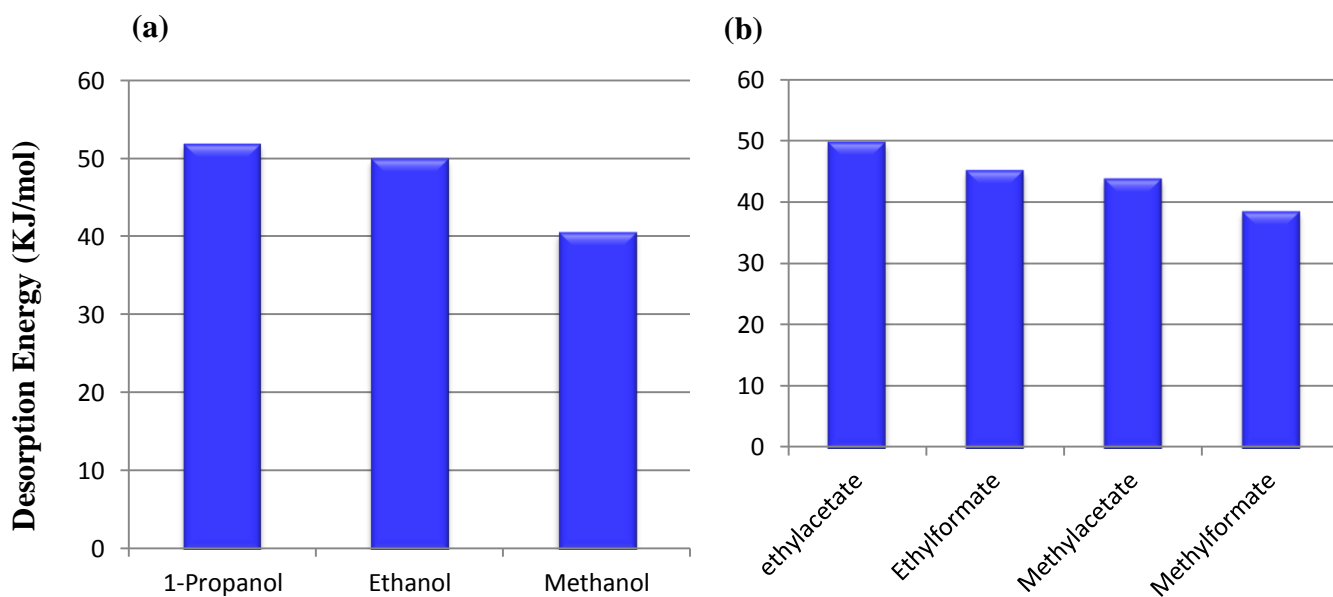 (a)
(b)
Desorption Energy (KJ/mol)
60
50
40
30
20
10
0
1-Propanol
Ethanol
Methanol
60
50
40
30
20
10
0
ethylacetate
Ethylformate
Methylacetate
Methylformate